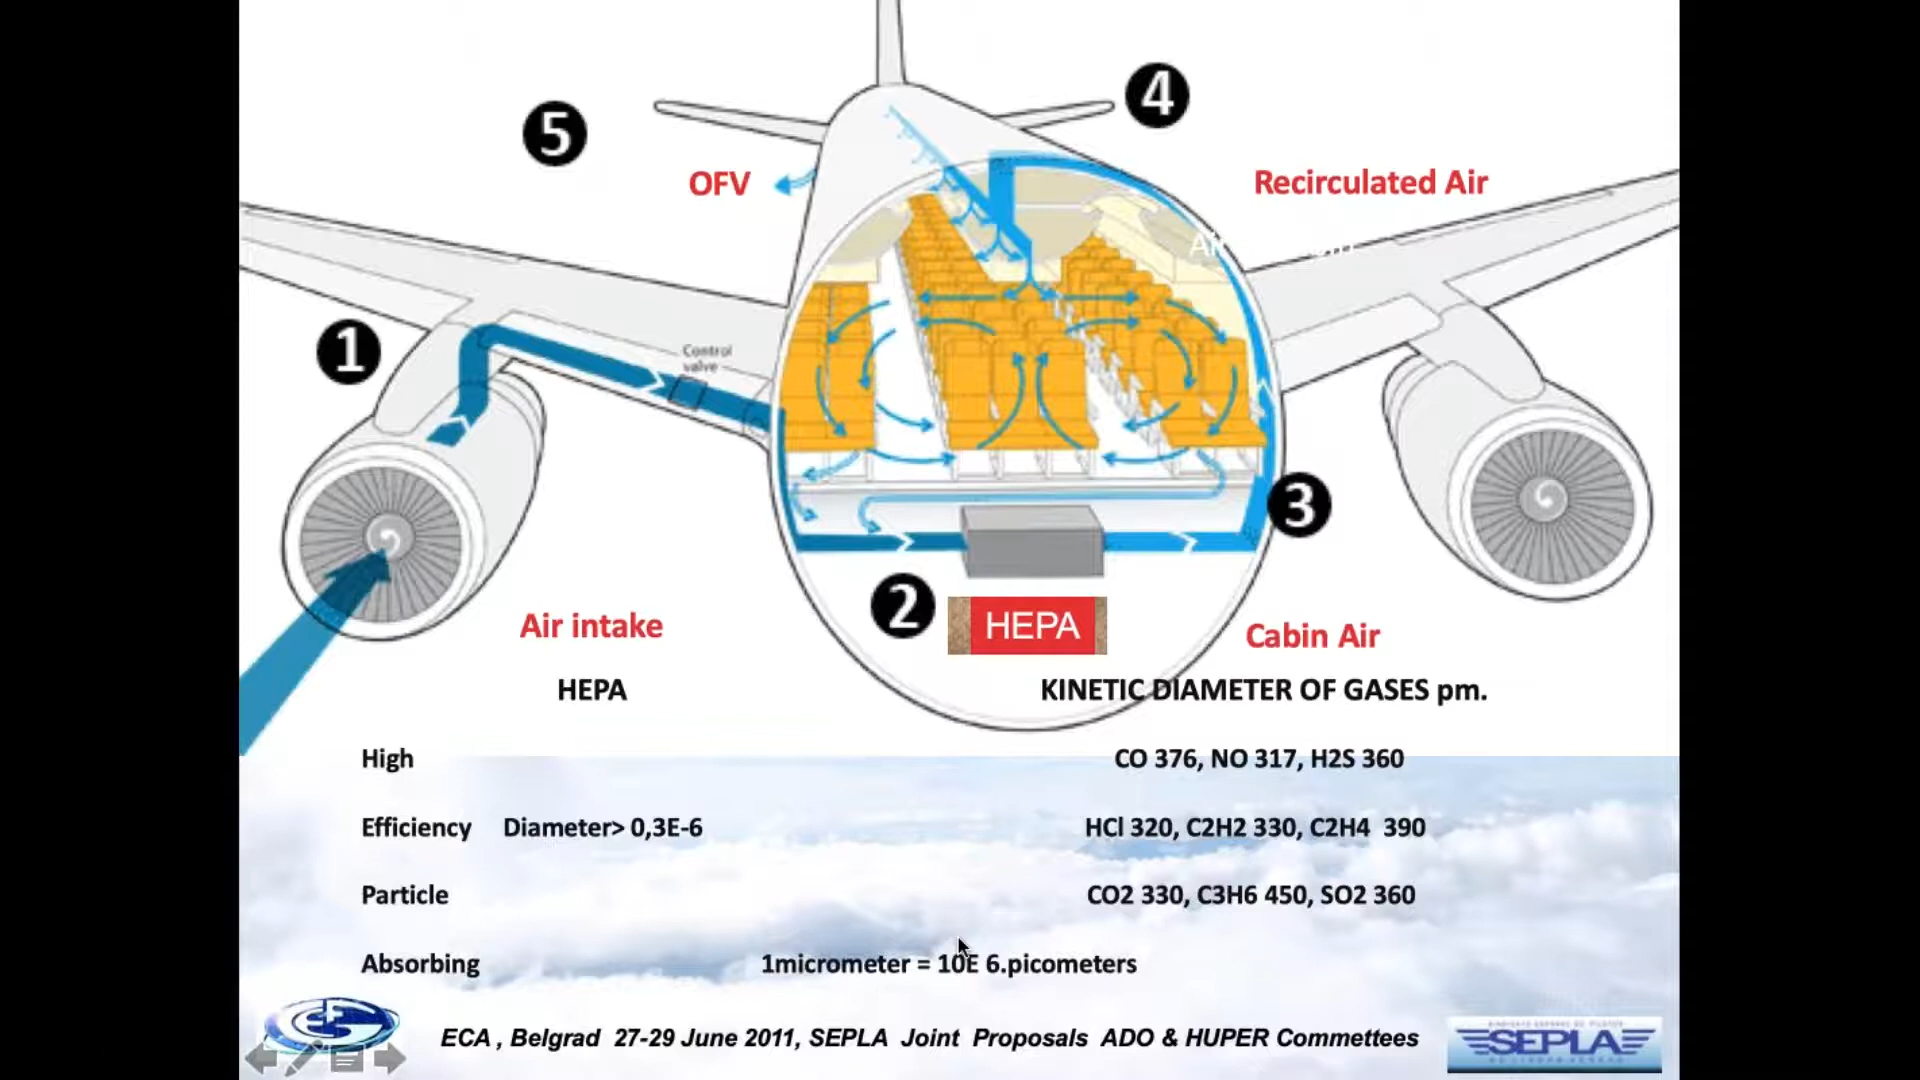 4
5
OFV
Recirculated Air
1
Control
valve
3
2
HEPA
Air intake
Cabin Air
HEPA
KINETIC DIAMETER OF GASES pm.
High
CO 376, NO 317, H2S 360
Efficiency Diameter> 0,3E-6
HCl 320, C2H2 330, C2H4 390
Particle
CO2 330, C3H6 450, SO2 360
Absorbing
1micrometer = 10E 6.picometers
ECA , Belgrad 27-29 June 2011, SEPLA Joint Proposals ADO & HUPER Commettees
SEPLA